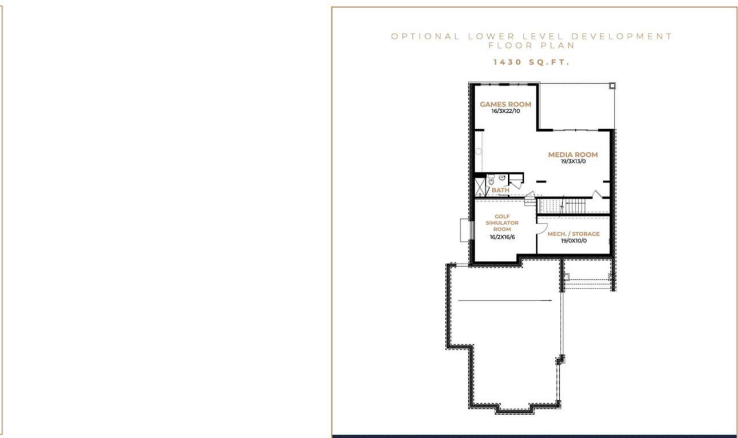 OPTIONAL LOWER LEVEL DEVELOPMENT
FLOOR PLAN
1430 SQ.FT.
GAMES ROOM
16/3X22/10
MEDIA ROOM
19/3X13/0
BATH
GOLF
SIMULATOR
ROOM
16/2X16/6
MECH. / STORAGE
19/0X10/0